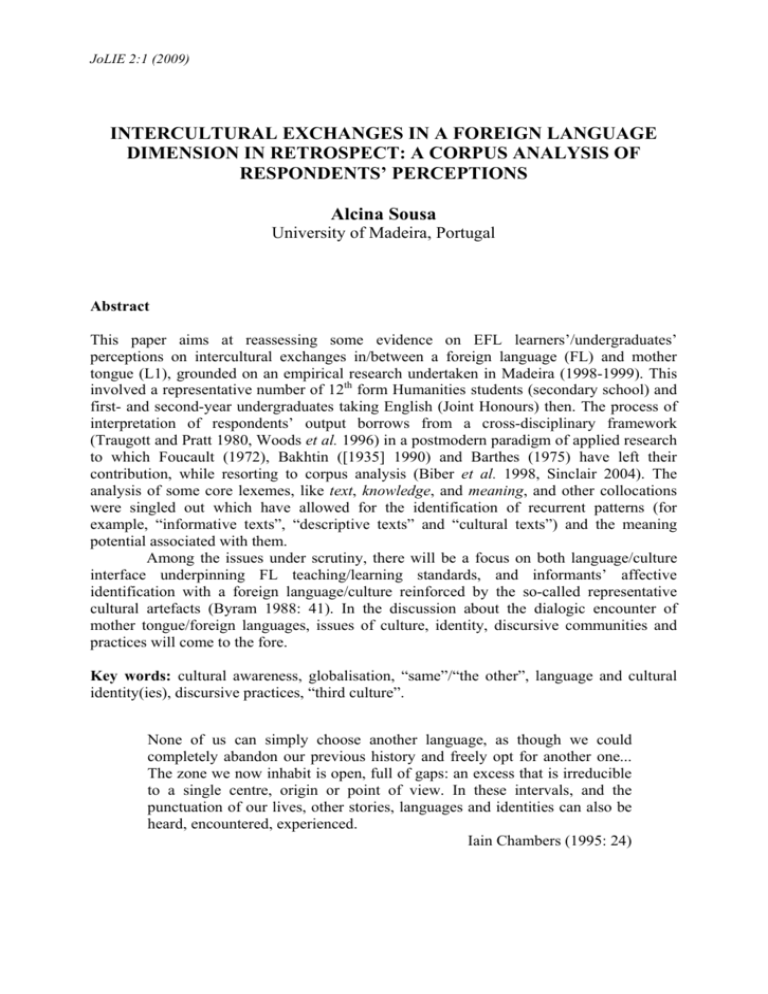 JoLIE 2:1 (2009)
INTERCULTURAL EXCHANGES IN A FOREIGN LANGUAGE
DIMENSION IN RETROSPECT: A CORPUS ANALYSIS OF
RESPONDENTS’ PERCEPTIONS
Alcina Sousa
University of Madeira, Portugal
Abstract
This paper aims at reassessing some evidence on EFL learners’/undergraduates’
perceptions on intercultural exchanges in/between a foreign language (FL) and mother
tongue (L1), grounded on an empirical research undertaken in Madeira (1998-1999). This
involved a representative number of 12th form Humanities students (secondary school) and
first- and second-year undergraduates taking English (Joint Honours) then. The process of
interpretation of respondents’ output borrows from a cross-disciplinary framework
(Traugott and Pratt 1980, Woods et al. 1996) in a postmodern paradigm of applied research
to which Foucault (1972), Bakhtin ([1935] 1990) and Barthes (1975) have left their
contribution, while resorting to corpus analysis (Biber et al. 1998, Sinclair 2004). The
analysis of some core lexemes, like text, knowledge, and meaning, and other collocations
were singled out which have allowed for the identification of recurrent patterns (for
example, “informative texts”, “descriptive texts” and “cultural texts”) and the meaning
potential associated with them.
Among the issues under scrutiny, there will be a focus on both language/culture
interface underpinning FL teaching/learning standards, and informants’ affective
identification with a foreign language/culture reinforced by the so-called representative
cultural artefacts (Byram 1988: 41). In the discussion about the dialogic encounter of
mother tongue/foreign languages, issues of culture, identity, discursive communities and
practices will come to the fore.
Key words: cultural awareness, globalisation, “same”/“the other”, language and cultural
identity(ies), discursive practices, “third culture”.
None of us can simply choose another language, as though we could
completely abandon our previous history and freely opt for another one...
The zone we now inhabit is open, full of gaps: an excess that is irreducible
to a single centre, origin or point of view. In these intervals, and the
punctuation of our lives, other stories, languages and identities can also be
heard, encountered, experienced.
Iain Chambers (1995: 24)